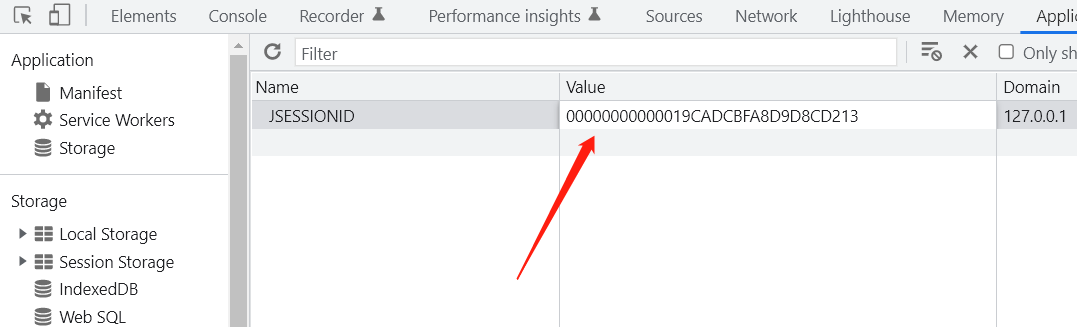 Elements Console Recorder Performance insights Sources Network Lighthouse Memory Appli
Filter
Only sh
Application
Manifest
Service Workers
Storage
Storage
Local Storage
Session Storage
IndexedDB
Web SQL
Name Value Domain
JSESSIONID 00000000000019CADCBFA8D9D8CD213 127.0.0.1